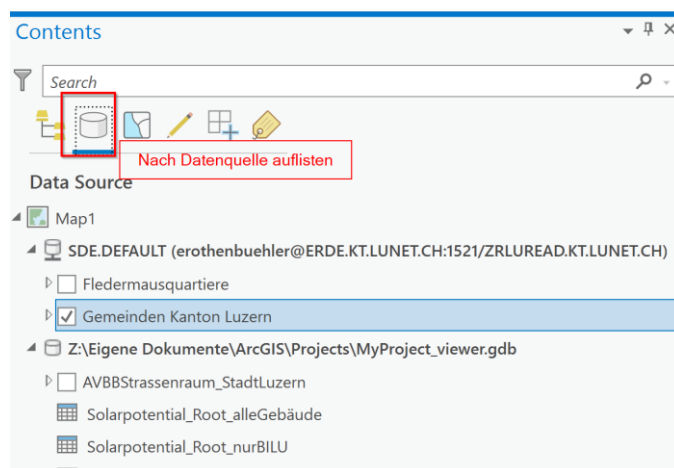 Contents
Search
Nach Datenquelle auflisten
Data Source
Map1
SDE.DEFAULT (erothenbuehler@ERDE.KT.LUNET.CH:1521/ZRLUREAD.KT.LUNET.CH)
Fledermausquartiere
Gemeinden Kanton Luzern
Z:\Eigene Dokumente\ArcGIS\Projects\MyProject_viewer.gdb
AVBBStrassenraum_StadtLuzern
Solarpotential_Root_alleGebäude
Solarpotential_Root_nurBILU